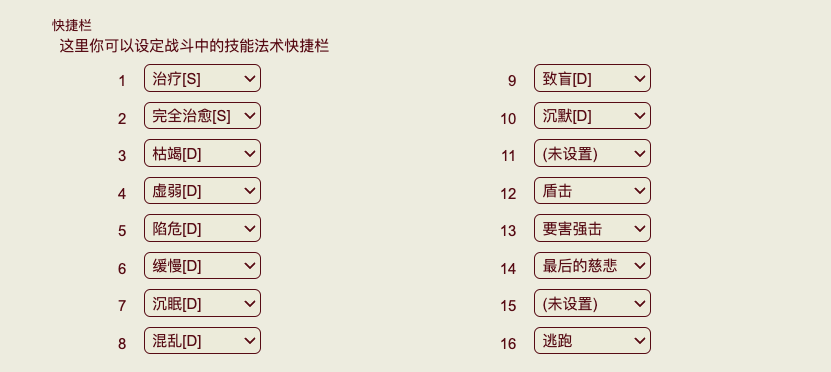 快捷栏
这里你可以设定战斗中的技能法术快捷栏
1 治疗[S]
2 完全治愈[S]
3 枯竭[D]
4 虚弱[D]
5 陷危[D]
6 缓慢[D]
7 沉眠[D]
8 混乱[D]
9 致盲[D]
10 沉默[D]
11 (未设置)
12 盾击
13 要害强击
14 最后的慈悲
15 (未设置)
16 逃跑